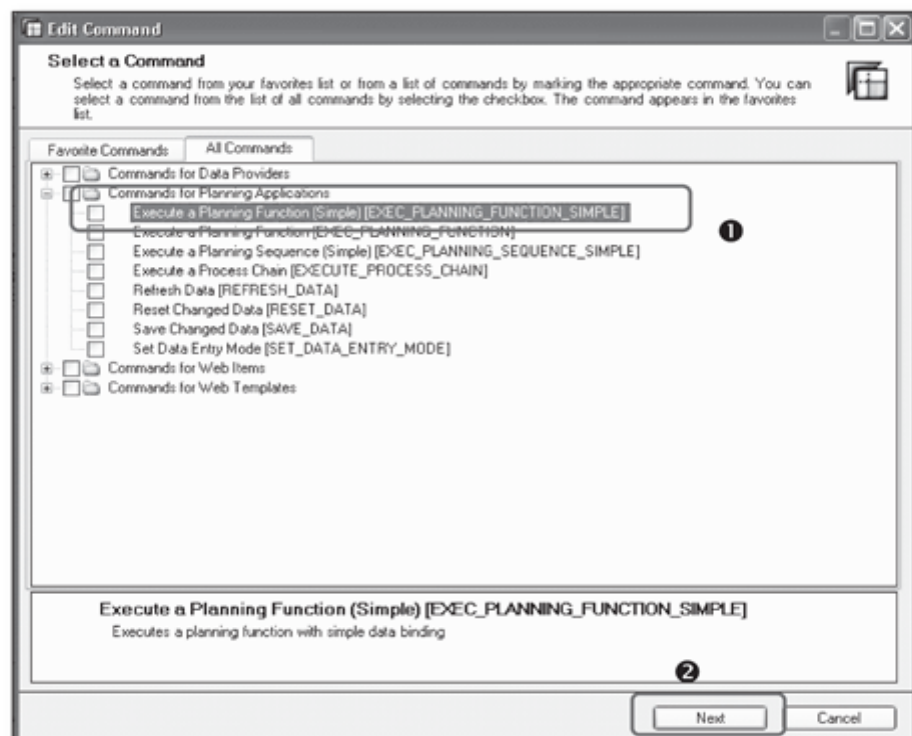 Edit Command
Select a Command
Select a command from your favorites list or from a list of commands by marking the appropriate command. You can
select a command from the list of all commands by selecting the checkbox. The command appears in the favorites
list.
Favorite Commands All Commands
Commands for Data Providers
Commands for Planning Applications
Execute a Planning Function (Simple) [EXEC_PLANNING_FUNCTION_SIMPLE]
❶
Execute a Planning Function [EXEC_PLANNING_FUNCTION]
Execute a Planning Sequence (Simple) [EXEC_PLANNING_SEQUENCE_SIMPLE]
Execute a Process Chain [EXECUTE_PROCESS_CHAIN]
Refresh Data [REFRESH_DATA]
Reset Changed Data [RESET_DATA]
Save Changed Data [SAVE_DATA]
Set Data Entry Mode [SET_DATA_ENTRY_MODE]
Commands for Web Items
Commands for Web Templates
Execute a Planning Function (Simple) [EXEC_PLANNING_FUNCTION_SIMPLE]
Executes a planning function with simple data binding
❷
Next Cancel